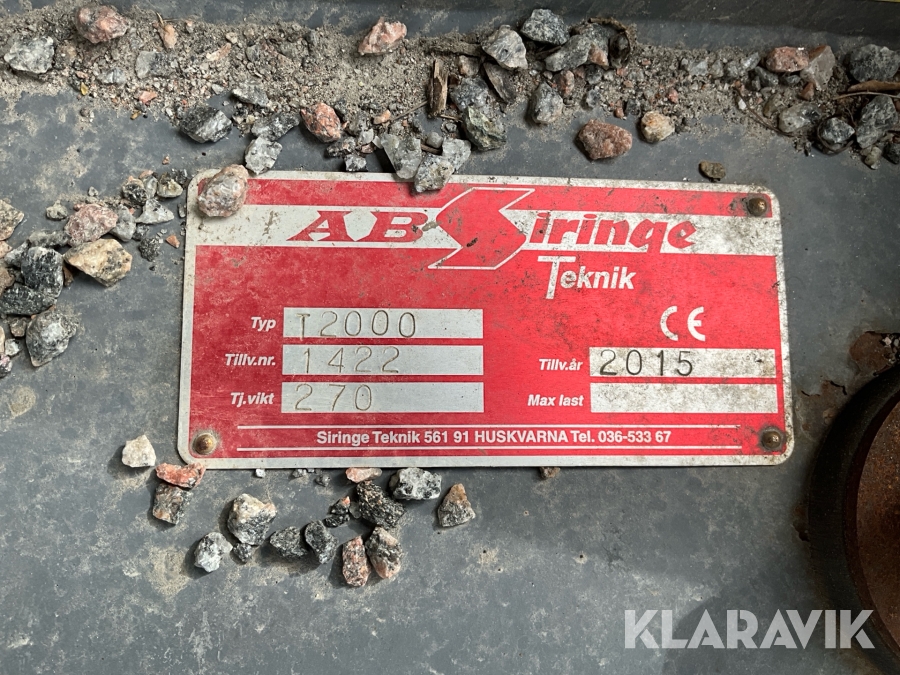 AB Siringe
Teknik
Typ T2000
CE
Tillv.nr. 1422
Tillv.år 2015
Tj.vikt 270
Max last
Siringe Teknik 561 91 HUSKVARNA Tel. 036-533 67
KLARAVIK